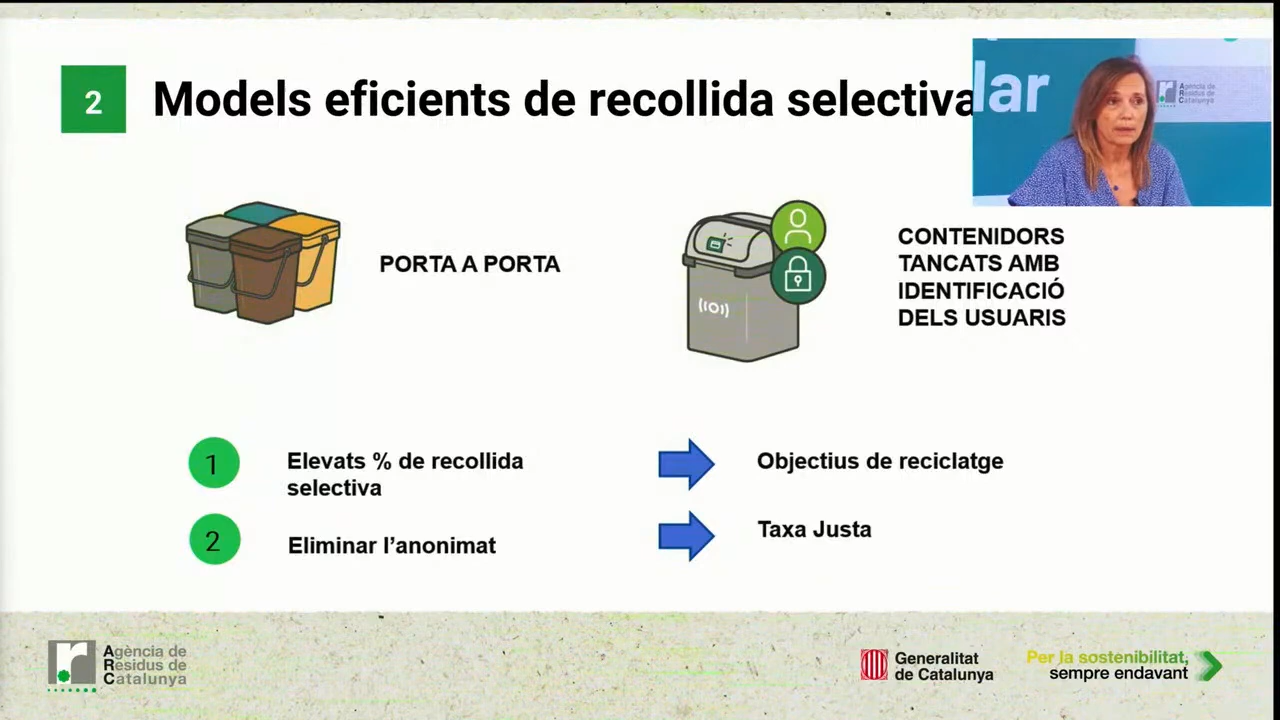 2
Models eficients de recollida selectiva
lar
Agència de
Residus de
Catalunya
PORTA A PORTA
CONTENIDORS
TANCATS AMB
IDENTIFICACIÓ
DELS USUARIS
1
Elevats % de recollida
selectiva
Objectius de reciclatge
2
Eliminar l'anonimat
Taxa Justa
Agència de
Residus de
Catalunya
Generalitat
de Catalunya
Per la sostenibilitat,
sempre endavant